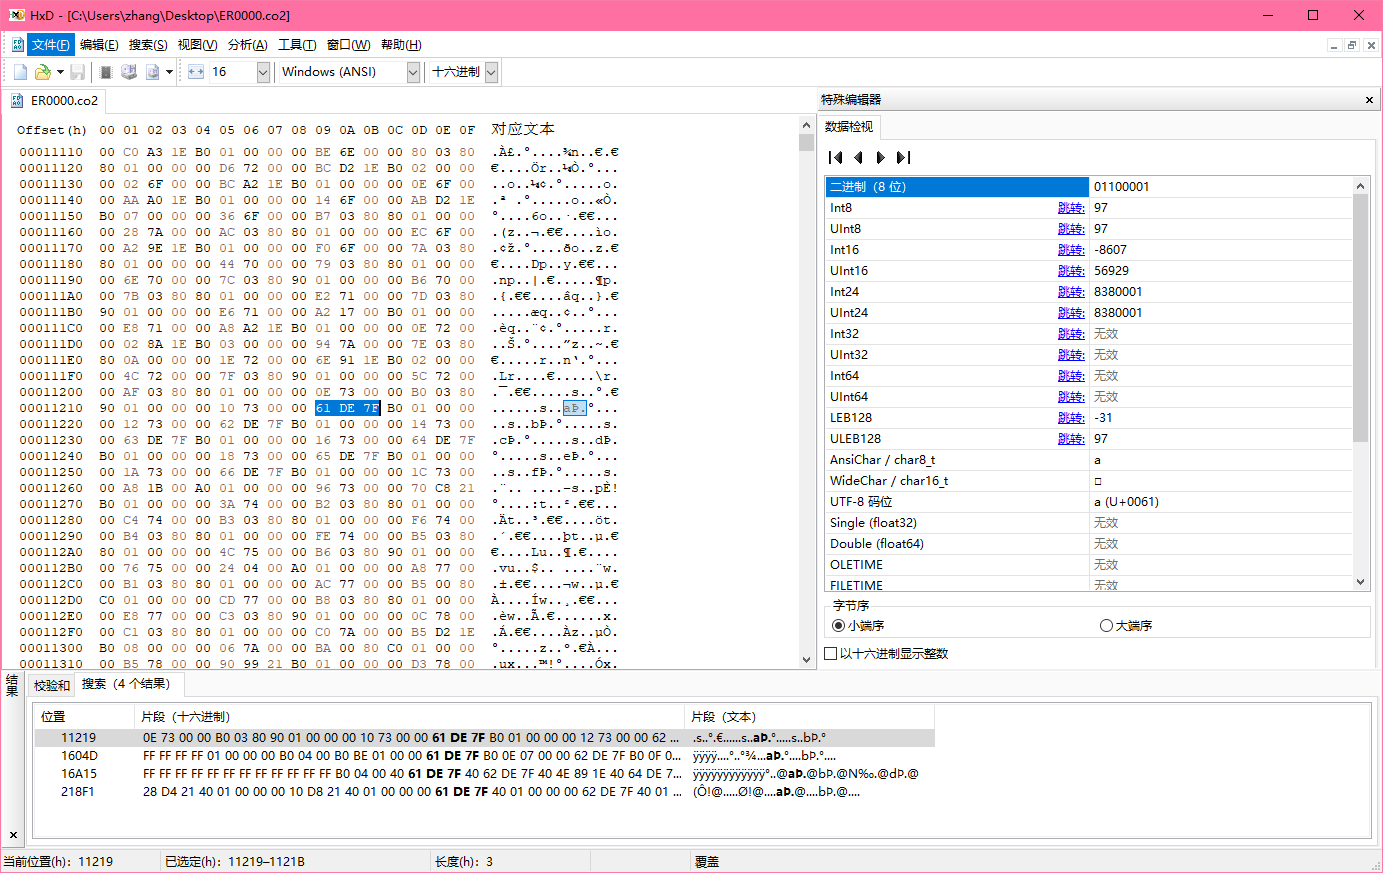 HxD - [C:\Users\zhang\Desktop\ER0000.co2]
文件(F) 编辑(E) 搜索(S) 视图(V) 分析(A) 工具(T) 窗口(W) 帮助(H)
16 Windows (ANSI) 十六进制
ER0000.co2
Offset(h) 00 01 02 03 04 05 06 07 08 09 0A 0B 0C 0D 0E 0F 对应文本
00011110 00 C0 A3 1E B0 01 00 00 00 BE 6E 00 00 80 03 80 .À£.°....¾n..€.€
00011120 80 01 00 00 00 D6 72 00 00 BC D2 1E B0 02 00 00 €....Ör..¼Ò.°...
00011130 00 02 6F 00 00 BC A2 1E B0 01 00 00 00 0E 6F 00 ..o..¼¢.°.....o.
00011140 00 AA A0 1E B0 01 00 00 00 14 6F 00 00 AB D2 1E .ª .°.....o..«Ò.
00011150 B0 07 00 00 00 36 6F 00 00 B7 03 80 80 01 00 00 °....6o..·.€€...
00011160 00 28 7A 00 00 AC 03 80 80 01 00 00 00 EC 6F 00 .(z..¬.€€....ìo.
00011170 00 A2 9E 1E B0 01 00 00 00 F0 6F 00 00 7A 03 80 .¢ž.°....ðo..z.€
00011180 80 01 00 00 00 44 70 00 00 79 03 80 80 01 00 00 €....Dp..y.€€...
00011190 00 6E 70 00 00 7C 03 80 90 01 00 00 00 B6 70 00 .np..|.€.....¶p.
000111A0 00 7B 03 80 80 01 00 00 00 E2 71 00 00 7D 03 80 .{.€€....âq..}.€
000111B0 90 01 00 00 00 E6 71 00 00 A2 17 00 B0 01 00 00 .....æq..¢..°...
000111C0 00 E8 71 00 00 A8 A2 1E B0 01 00 00 00 0E 72 00 .èq..¨¢.°.....r.
000111D0 00 02 8A 1E B0 03 00 00 00 94 7A 00 00 7E 03 80 ..Š.°....”z..~.€
000111E0 80 0A 00 00 00 1E 72 00 00 6E 91 1E B0 02 00 00 €.....r..n‘.°...
000111F0 00 4C 72 00 00 7F 03 80 90 01 00 00 00 5C 72 00 .Lr....€.....\r.
00011200 00 AF 03 80 80 01 00 00 00 0E 73 00 00 B0 03 80 .¯.€€.....s..°.€
00011210 90 01 00 00 00 10 73 00 00 61 DE 7F B0 01 00 00 ......s..aÞ.°...
00011220 00 12 73 00 00 62 DE 7F B0 01 00 00 00 14 73 00 ..s..bÞ.°.....s.
00011230 00 63 DE 7F B0 01 00 00 00 16 73 00 00 64 DE 7F .cÞ.°.....s..dÞ.
00011240 B0 01 00 00 00 18 73 00 00 65 DE 7F B0 01 00 00 °.....s..eÞ.°...
00011250 00 1A 73 00 00 66 DE 7F B0 01 00 00 00 1C 73 00 ..s..fÞ.°.....s.
00011260 00 A8 1B 00 A0 01 00 00 00 96 73 00 00 70 C8 21 .¨.. ....–s..pÈ!
00011270 B0 01 00 00 00 3A 74 00 00 B2 03 80 80 01 00 00 °....:t..².€€...
00011280 00 C4 74 00 00 B3 03 80 80 01 00 00 00 F6 74 00 .Ät..³.€€....öt.
00011290 00 B4 03 80 80 01 00 00 00 FE 74 00 00 B5 03 80 .´.€€....þt..µ.€
000112A0 80 01 00 00 00 4C 75 00 00 B6 03 80 90 01 00 00 €....Lu..¶.€....
000112B0 00 76 75 00 00 24 04 00 A0 01 00 00 00 A8 77 00 .vu..$.. ....¨w.
000112C0 00 B1 03 80 80 01 00 00 00 AC 77 00 00 B5 00 80 .±.€€....¬w..µ.€
000112D0 C0 01 00 00 00 CD 77 00 00 B8 03 80 80 01 00 00 À....Íw..¸.€€...
000112E0 00 E8 77 00 00 C3 03 80 90 01 00 00 00 0C 78 00 .èw..Ã.€......x.
000112F0 00 C1 03 80 80 01 00 00 00 C0 7A 00 00 B5 D2 1E .Á.€€....Àz..µÒ.
00011300 B0 08 00 00 00 06 7A 00 00 BA 00 80 C0 01 00 00 °.....z..º.€À...
00011310 00 B5 78 00 00 90 99 21 B0 01 00 00 00 D3 78 00 .µx...™!°....Óx.
特殊编辑器
数据检视
二进制（8 位） 01100001
Int8 跳转: 97
UInt8 跳转: 97
Int16 跳转: -8607
UInt16 跳转: 56929
Int24 跳转: 8380001
UInt24 跳转: 8380001
Int32 跳转: 无效
UInt32 跳转: 无效
Int64 跳转: 无效
UInt64 跳转: 无效
LEB128 跳转: -31
ULEB128 跳转: 97
AnsiChar / char8_t a
WideChar / char16_t □
UTF-8 码位 a (U+0061)
Single (float32) 无效
Double (float64) 无效
OLETIME 无效
FILETIME 无效
字节序
小端序 大端序
以十六进制显示整数
结果
校验和 搜索（4 个结果）
位置 片段（十六进制） 片段（文本）
11219 0E 73 00 00 B0 03 80 90 01 00 00 00 10 73 00 00 61 DE 7F B0 01 00 00 00 12 73 00 00 62 ... .s..°.€......s..aÞ.°.....s..bÞ.°
1604D FF FF FF FF 01 00 00 00 B0 04 00 B0 BE 01 00 00 61 DE 7F B0 0E 07 00 00 62 DE 7F B0 0F 0... ÿÿÿÿ....°..°¾...aÞ.°....bÞ.°....
16A15 FF FF FF FF FF FF FF FF FF FF FF FF B0 04 00 40 61 DE 7F 40 62 DE 7F 40 4E 89 1E 40 64 DE 7... ÿÿÿÿÿÿÿÿÿÿÿÿ°..@aÞ.@bÞ.@N‰.@dÞ.@
218F1 28 D4 21 40 01 00 00 00 10 D8 21 40 01 00 00 00 61 DE 7F 40 01 00 00 00 62 DE 7F 40 01 ... (Ô!@.....Ø!@....aÞ.@....bÞ.@....
当前位置(h): 11219 已选定(h): 11219–1121B 长度(h): 3 覆盖